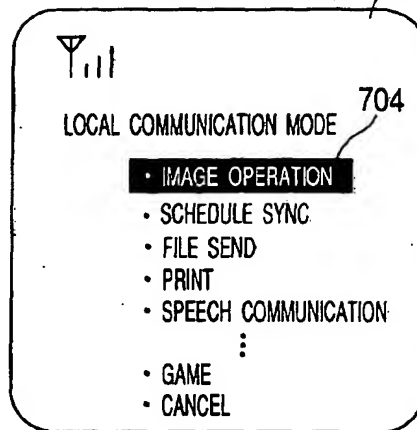 704
LOCAL COMMUNICATION MODE
• IMAGE OPERATION
• SCHEDULE SYNC
• FILE SEND
• PRINT
• SPEECH COMMUNICATION
⋮
• GAME
• CANCEL